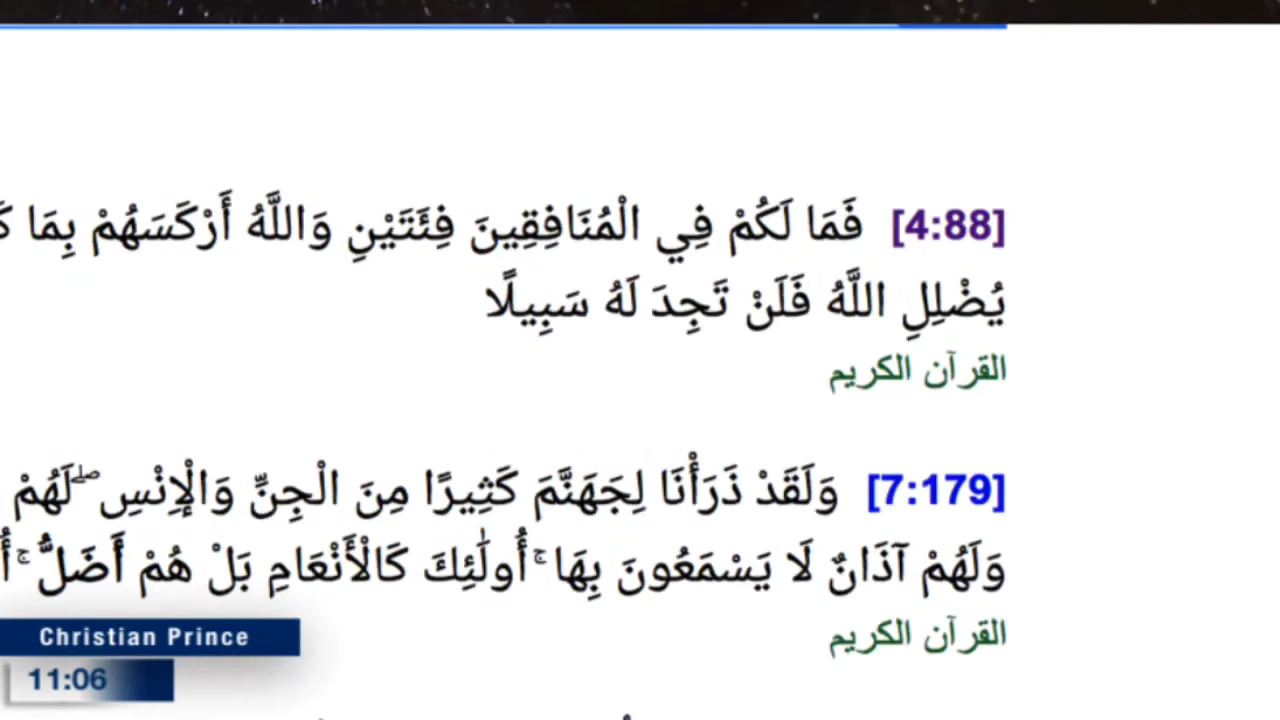 [4:88] فَمَا لَكُمْ فِي الْمُنَافِقِينَ فِئَتَيْنِ وَاللَّهُ أَرْكَسَهُمْ بِمَا
يُضْلِلِ اللَّهُ فَلَنْ تَجِدَ لَهُ سَبِيلًا
القرآن الكريم
[7:179] وَلَقَدْ ذَرَأْنَا لِجَهَنَّمَ كَثِيرًا مِنَ الْجِنِّ وَالْإِنْسِ ۖ لَهُمْ
وَلَهُمْ آذَانٌ لَا يَسْمَعُونَ بِهَا ۚ أُولَٰئِكَ كَالْأَنْعَامِ بَلْ هُمْ أَضَلُّ ۚ
القرآن الكريم
Christian Prince
11:06